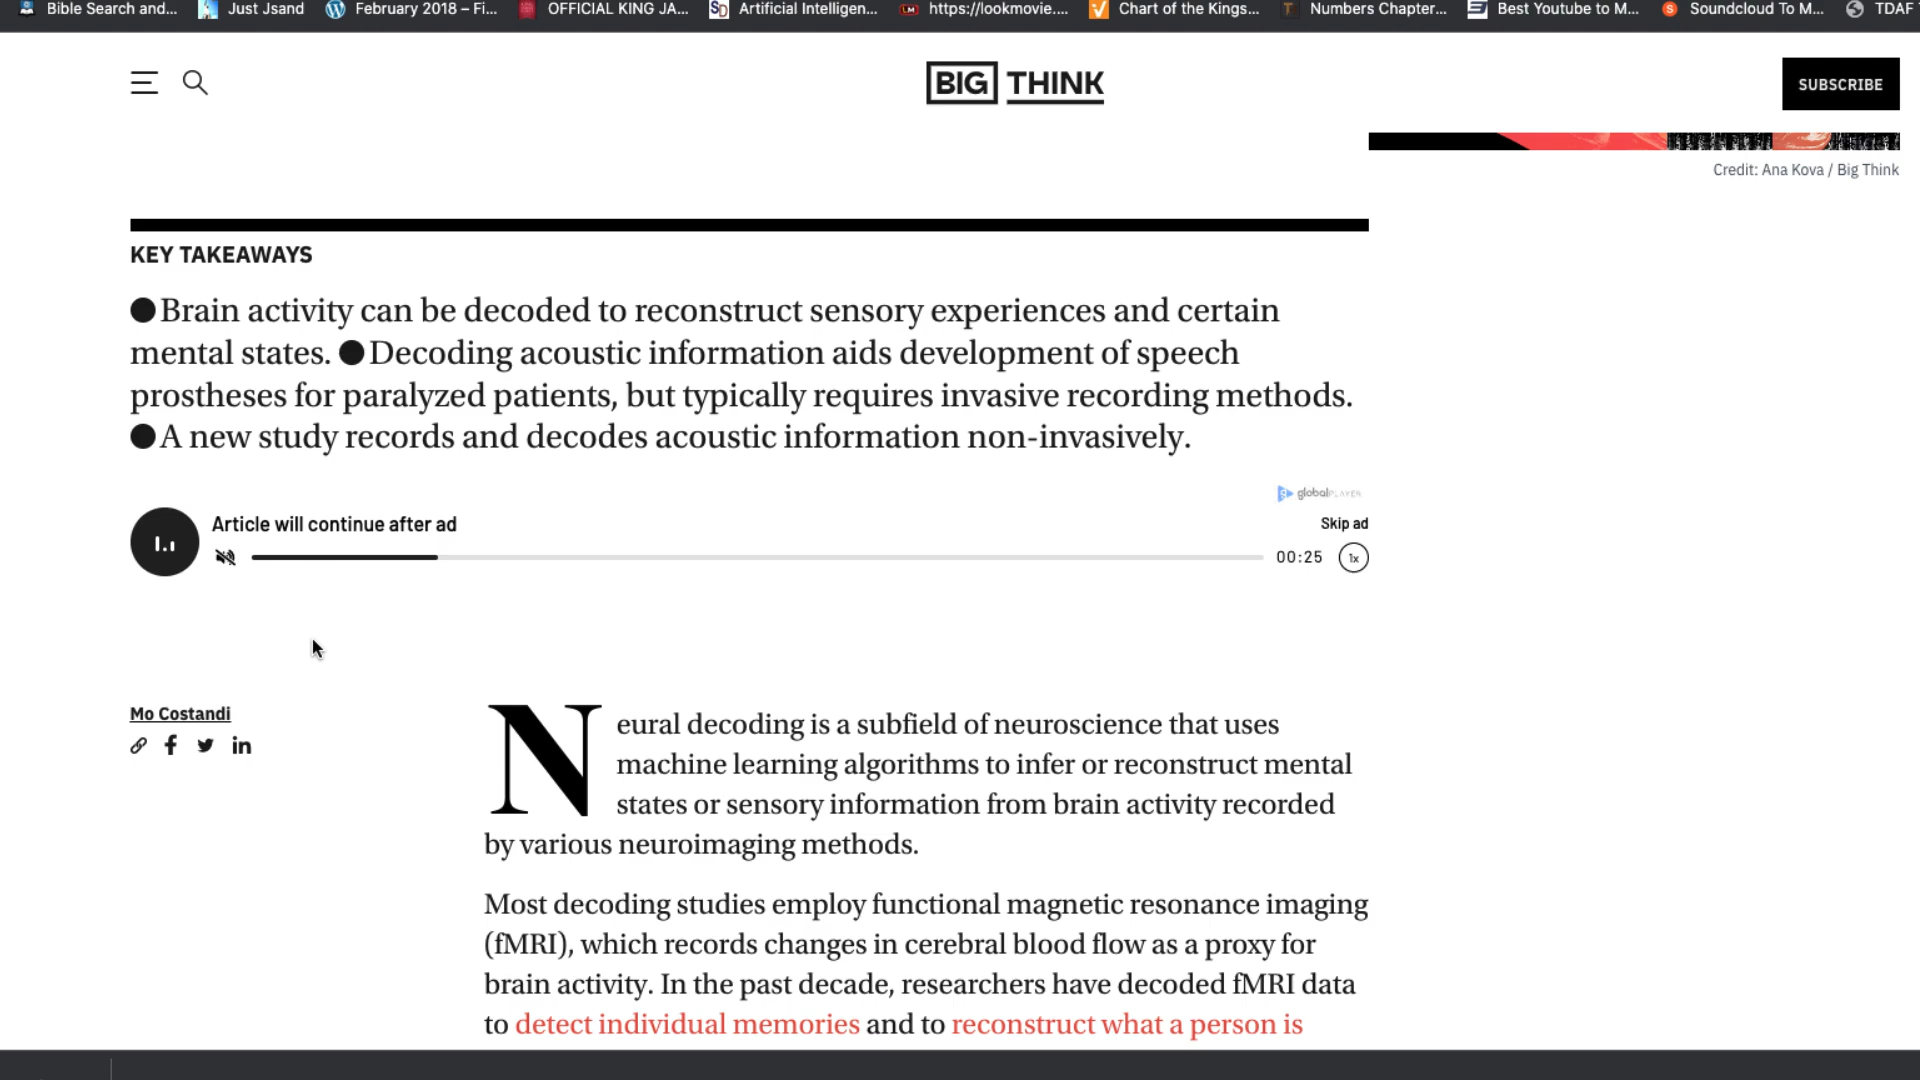 Bible Search and... Just Jsand February 2018 – Fi... OFFICIAL KING JA... Artificial Intelligen... https://lookmovie.... Chart of the Kings... Numbers Chapter... Best Youtube to M... Soundcloud To M... TDAF
BIG THINK
SUBSCRIBE
Credit: Ana Kova / Big Think
KEY TAKEAWAYS
●Brain activity can be decoded to reconstruct sensory experiences and certain
mental states. ●Decoding acoustic information aids development of speech
prostheses for paralyzed patients, but typically requires invasive recording methods.
●A new study records and decodes acoustic information non-invasively.
globalPLAYER
Article will continue after ad
Skip ad
00:25 1x
Mo Costandi
Neural decoding is a subfield of neuroscience that uses
machine learning algorithms to infer or reconstruct mental
states or sensory information from brain activity recorded
by various neuroimaging methods.
Most decoding studies employ functional magnetic resonance imaging
(fMRI), which records changes in cerebral blood flow as a proxy for
brain activity. In the past decade, researchers have decoded fMRI data
to detect individual memories and to reconstruct what a person is